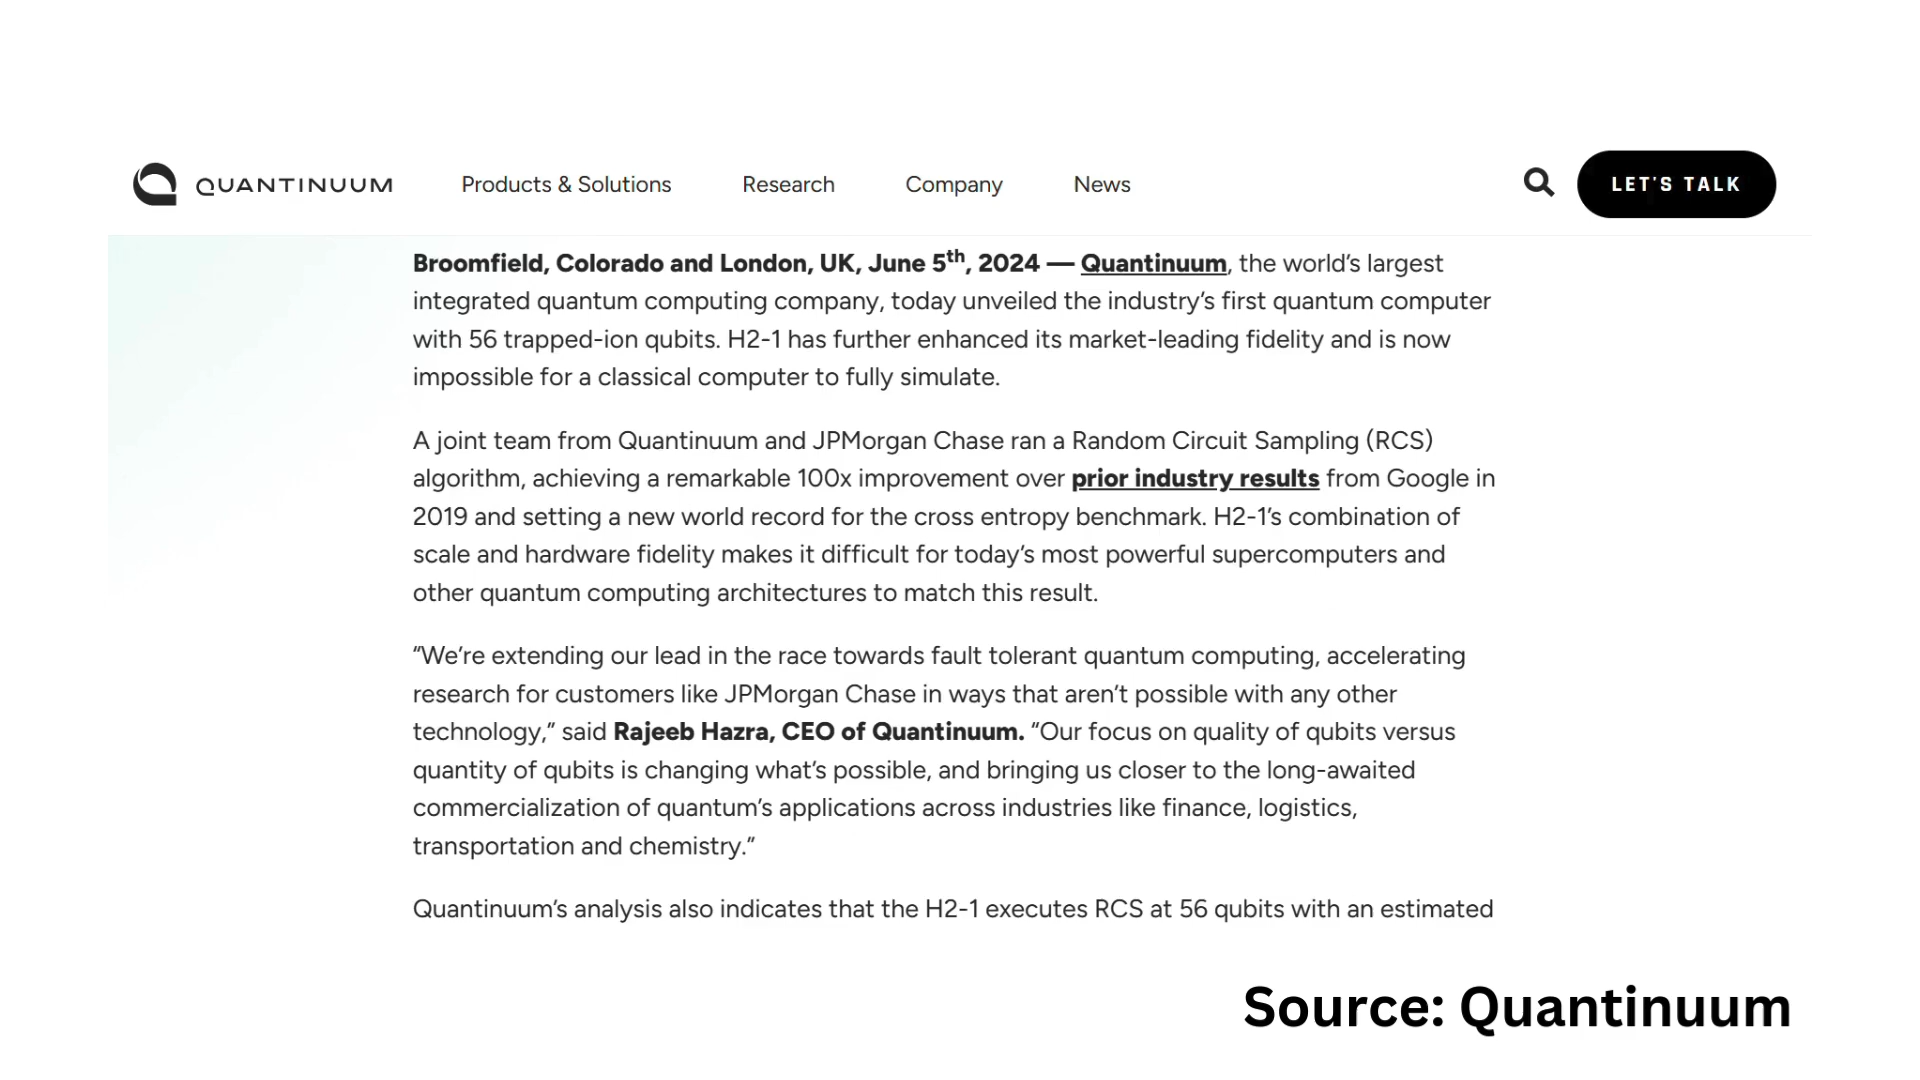 QUANTINUUM
Products & Solutions
Research
Company
News
LET'S TALK
Broomfield, Colorado and London, UK, June 5th, 2024 — Quantinuum, the world's largest
integrated quantum computing company, today unveiled the industry's first quantum computer
with 56 trapped-ion qubits. H2-1 has further enhanced its market-leading fidelity and is now
impossible for a classical computer to fully simulate.
A joint team from Quantinuum and JPMorgan Chase ran a Random Circuit Sampling (RCS)
algorithm, achieving a remarkable 100x improvement over prior industry results from Google in
2019 and setting a new world record for the cross entropy benchmark. H2-1's combination of
scale and hardware fidelity makes it difficult for today's most powerful supercomputers and
other quantum computing architectures to match this result.
“We're extending our lead in the race towards fault tolerant quantum computing, accelerating
research for customers like JPMorgan Chase in ways that aren't possible with any other
technology,” said Rajeeb Hazra, CEO of Quantinuum. “Our focus on quality of qubits versus
quantity of qubits is changing what's possible, and bringing us closer to the long-awaited
commercialization of quantum's applications across industries like finance, logistics,
transportation and chemistry.”
Quantinuum's analysis also indicates that the H2-1 executes RCS at 56 qubits with an estimated
Source: Quantinuum